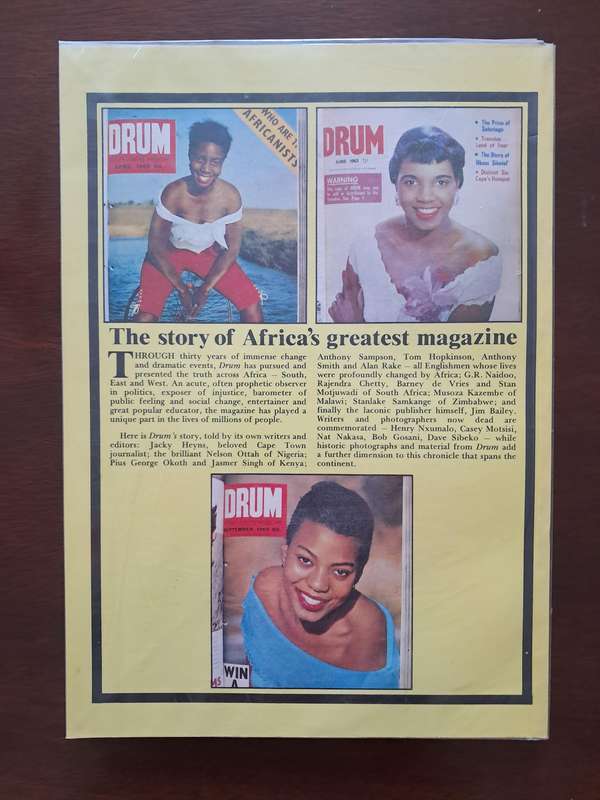 DRUM
WHO ARE
AFRICANISTS
DRUM
WARNING
The story of Africa's greatest magazine
THROUGH thirty years of immense change
and dramatic events, Drum has pursued and
presented the truth across Africa — South,
East and West. An acute, often prophetic observer
in politics, exposer of injustice, barometer of
public feeling and social change, entertainer and
great popular educator, the magazine has played a
unique part in the lives of millions of people.
Here is Drum's story, told by its own writers and
editors: Jacky Heyns, beloved Cape Town
journalist; the brilliant Nelson Ottah of Nigeria;
Pius George Okoth and Jasmer Singh of Kenya;
Anthony Sampson, Tom Hopkinson, Anthony
Smith and Alan Rake — all Englishmen whose lives
were profoundly changed by Africa; G.R. Naidoo,
Rajendra Chetty, Barney de Vries and Stan
Motjuwadi of South Africa; Musoza Kazembe of
Malawi; Stanlake Samkange of Zimbabwe; and
finally the laconic publisher himself, Jim Bailey.
Writers and photographers now dead are
commemorated — Henry Nxumalo, Casey Motsisi,
Nat Nakasa, Bob Gosani, Dave Sibeko — while
historic photographs and material from Drum add
a further dimension to this chronicle that spans the
continent.
DRUM
WIN
A